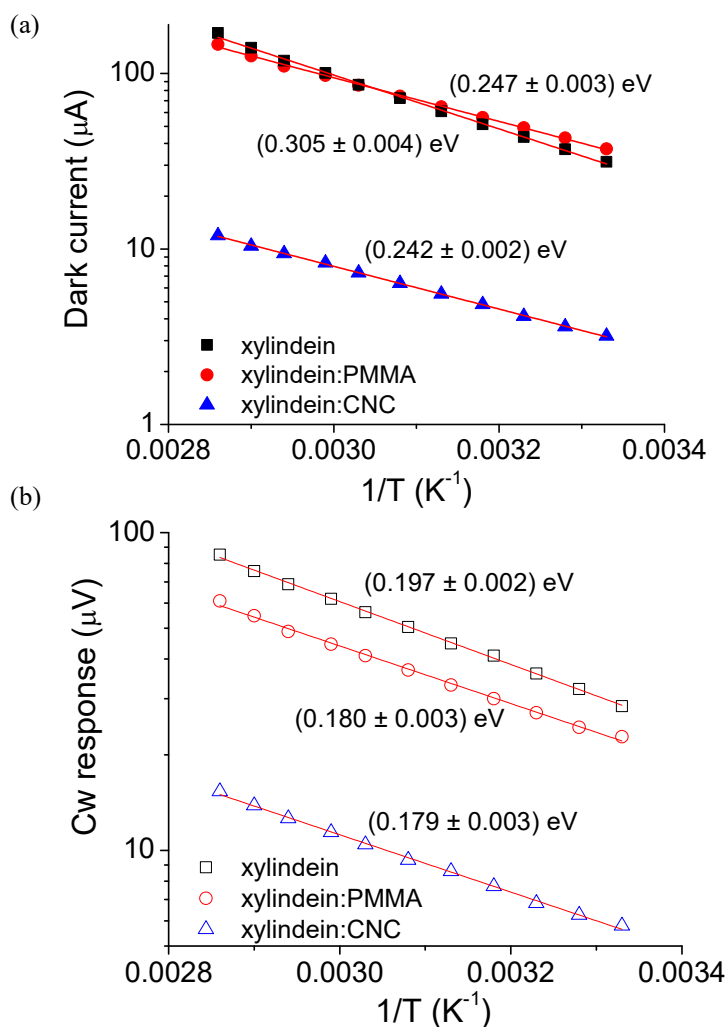 (a)
Dark current (μA)
100
10
1
(0.247 ± 0.003) eV
(0.305 ± 0.004) eV
(0.242 ± 0.002) eV
xylindein
xylindein:PMMA
xylindein:CNC
0.0028 0.0030 0.0032 0.0034
1/T (K⁻¹)
(b)
Cw response (μV)
100
10
(0.197 ± 0.002) eV
(0.180 ± 0.003) eV
(0.179 ± 0.003) eV
xylindein
xylindein:PMMA
xylindein:CNC
0.0028 0.0030 0.0032 0.0034
1/T (K⁻¹)